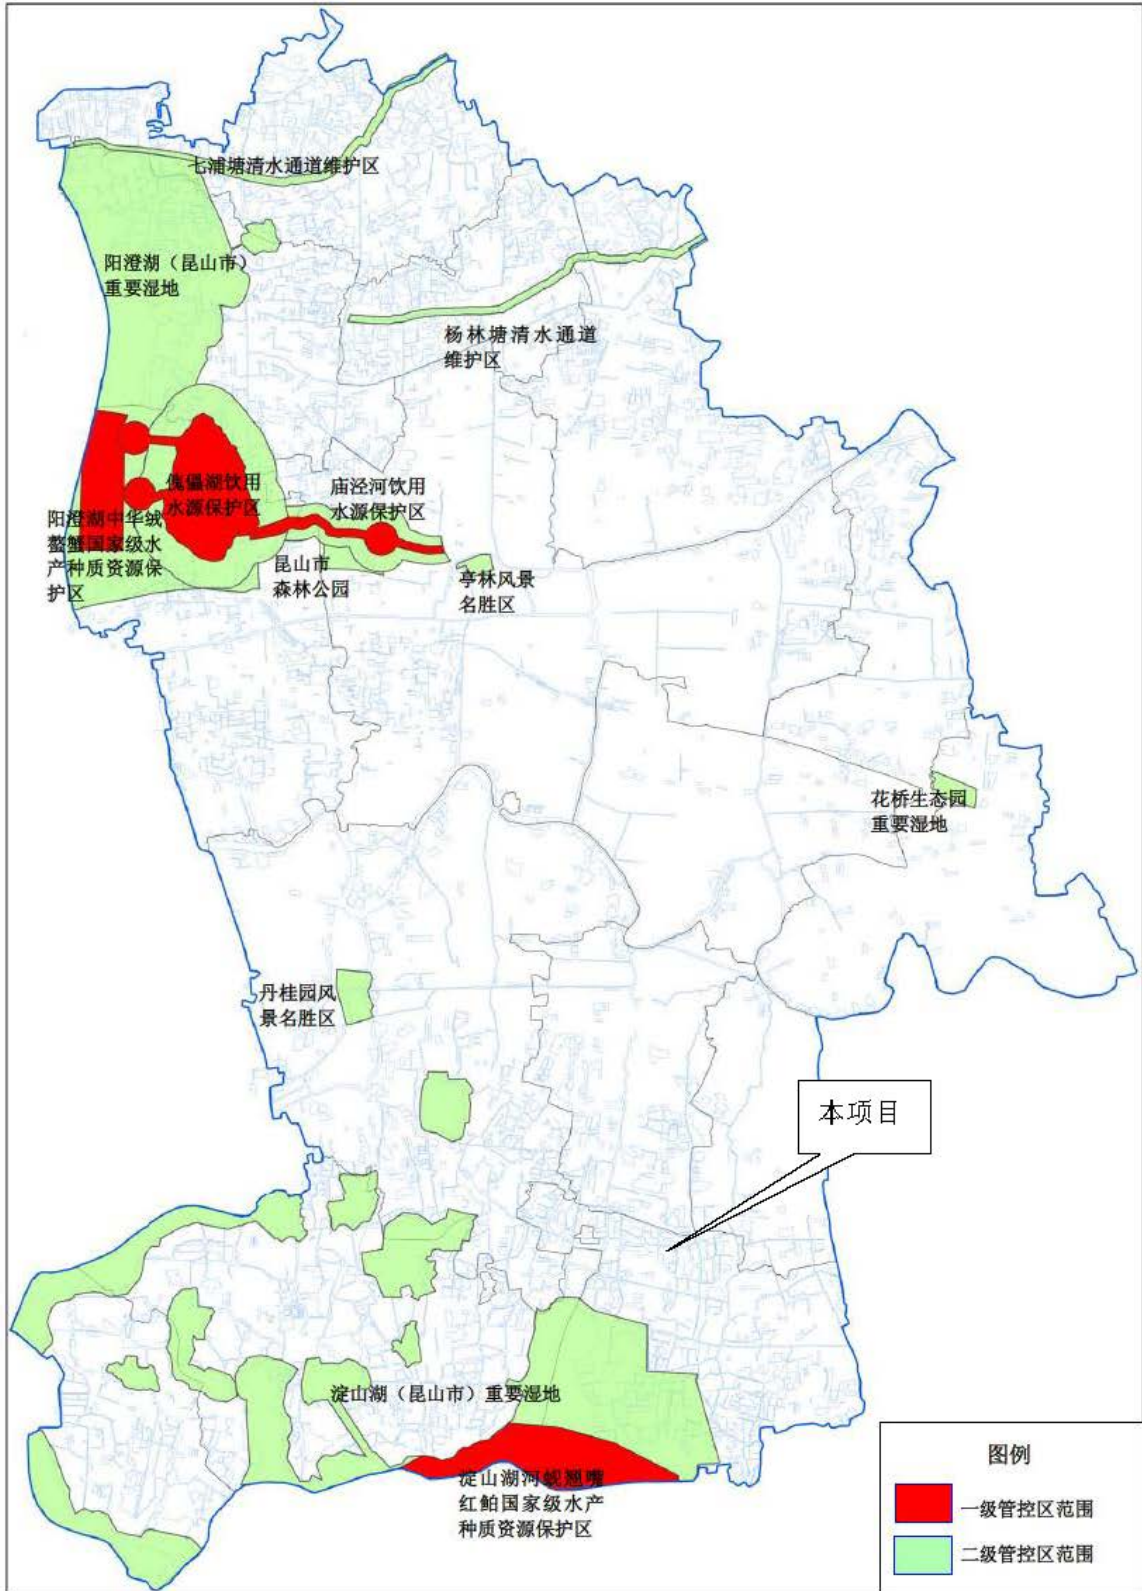 七浦塘清水通道维护区
阳澄湖（昆山市）
重要湿地
杨林塘清水通道
维护区
傀儡湖饮用
水源保护区
庙泾河饮用
水源保护区
阳澄湖中华绒
螯蟹国家级水
产种质资源保
护区
昆山市
森林公园
亭林风景
名胜区
花桥生态园
重要湿地
丹桂园风
景名胜区
本项目
淀山湖（昆山市）重要湿地
淀山湖河蚬翘嘴
红鲌国家级水产
种质资源保护区
图例
一级管控区范围
二级管控区范围